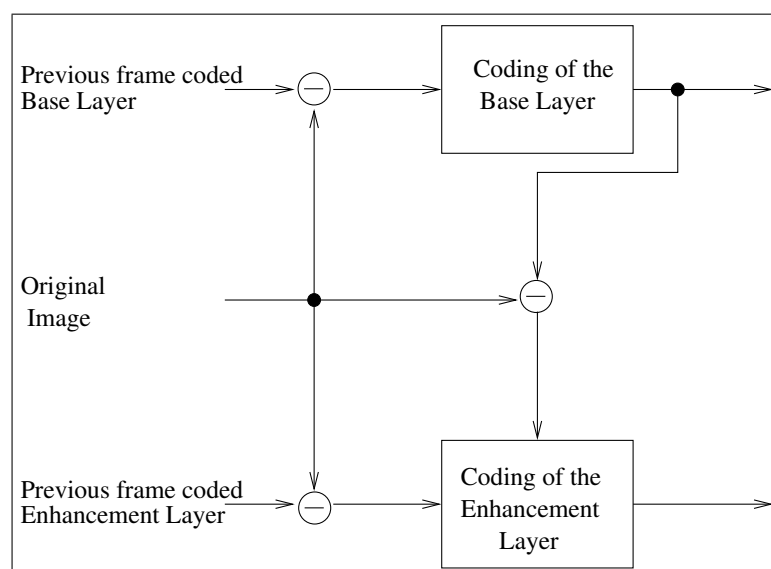 Previous frame coded
Base Layer
Coding of the
Base Layer
Original
Image
Previous frame coded
Enhancement Layer
Coding of the
Enhancement
Layer